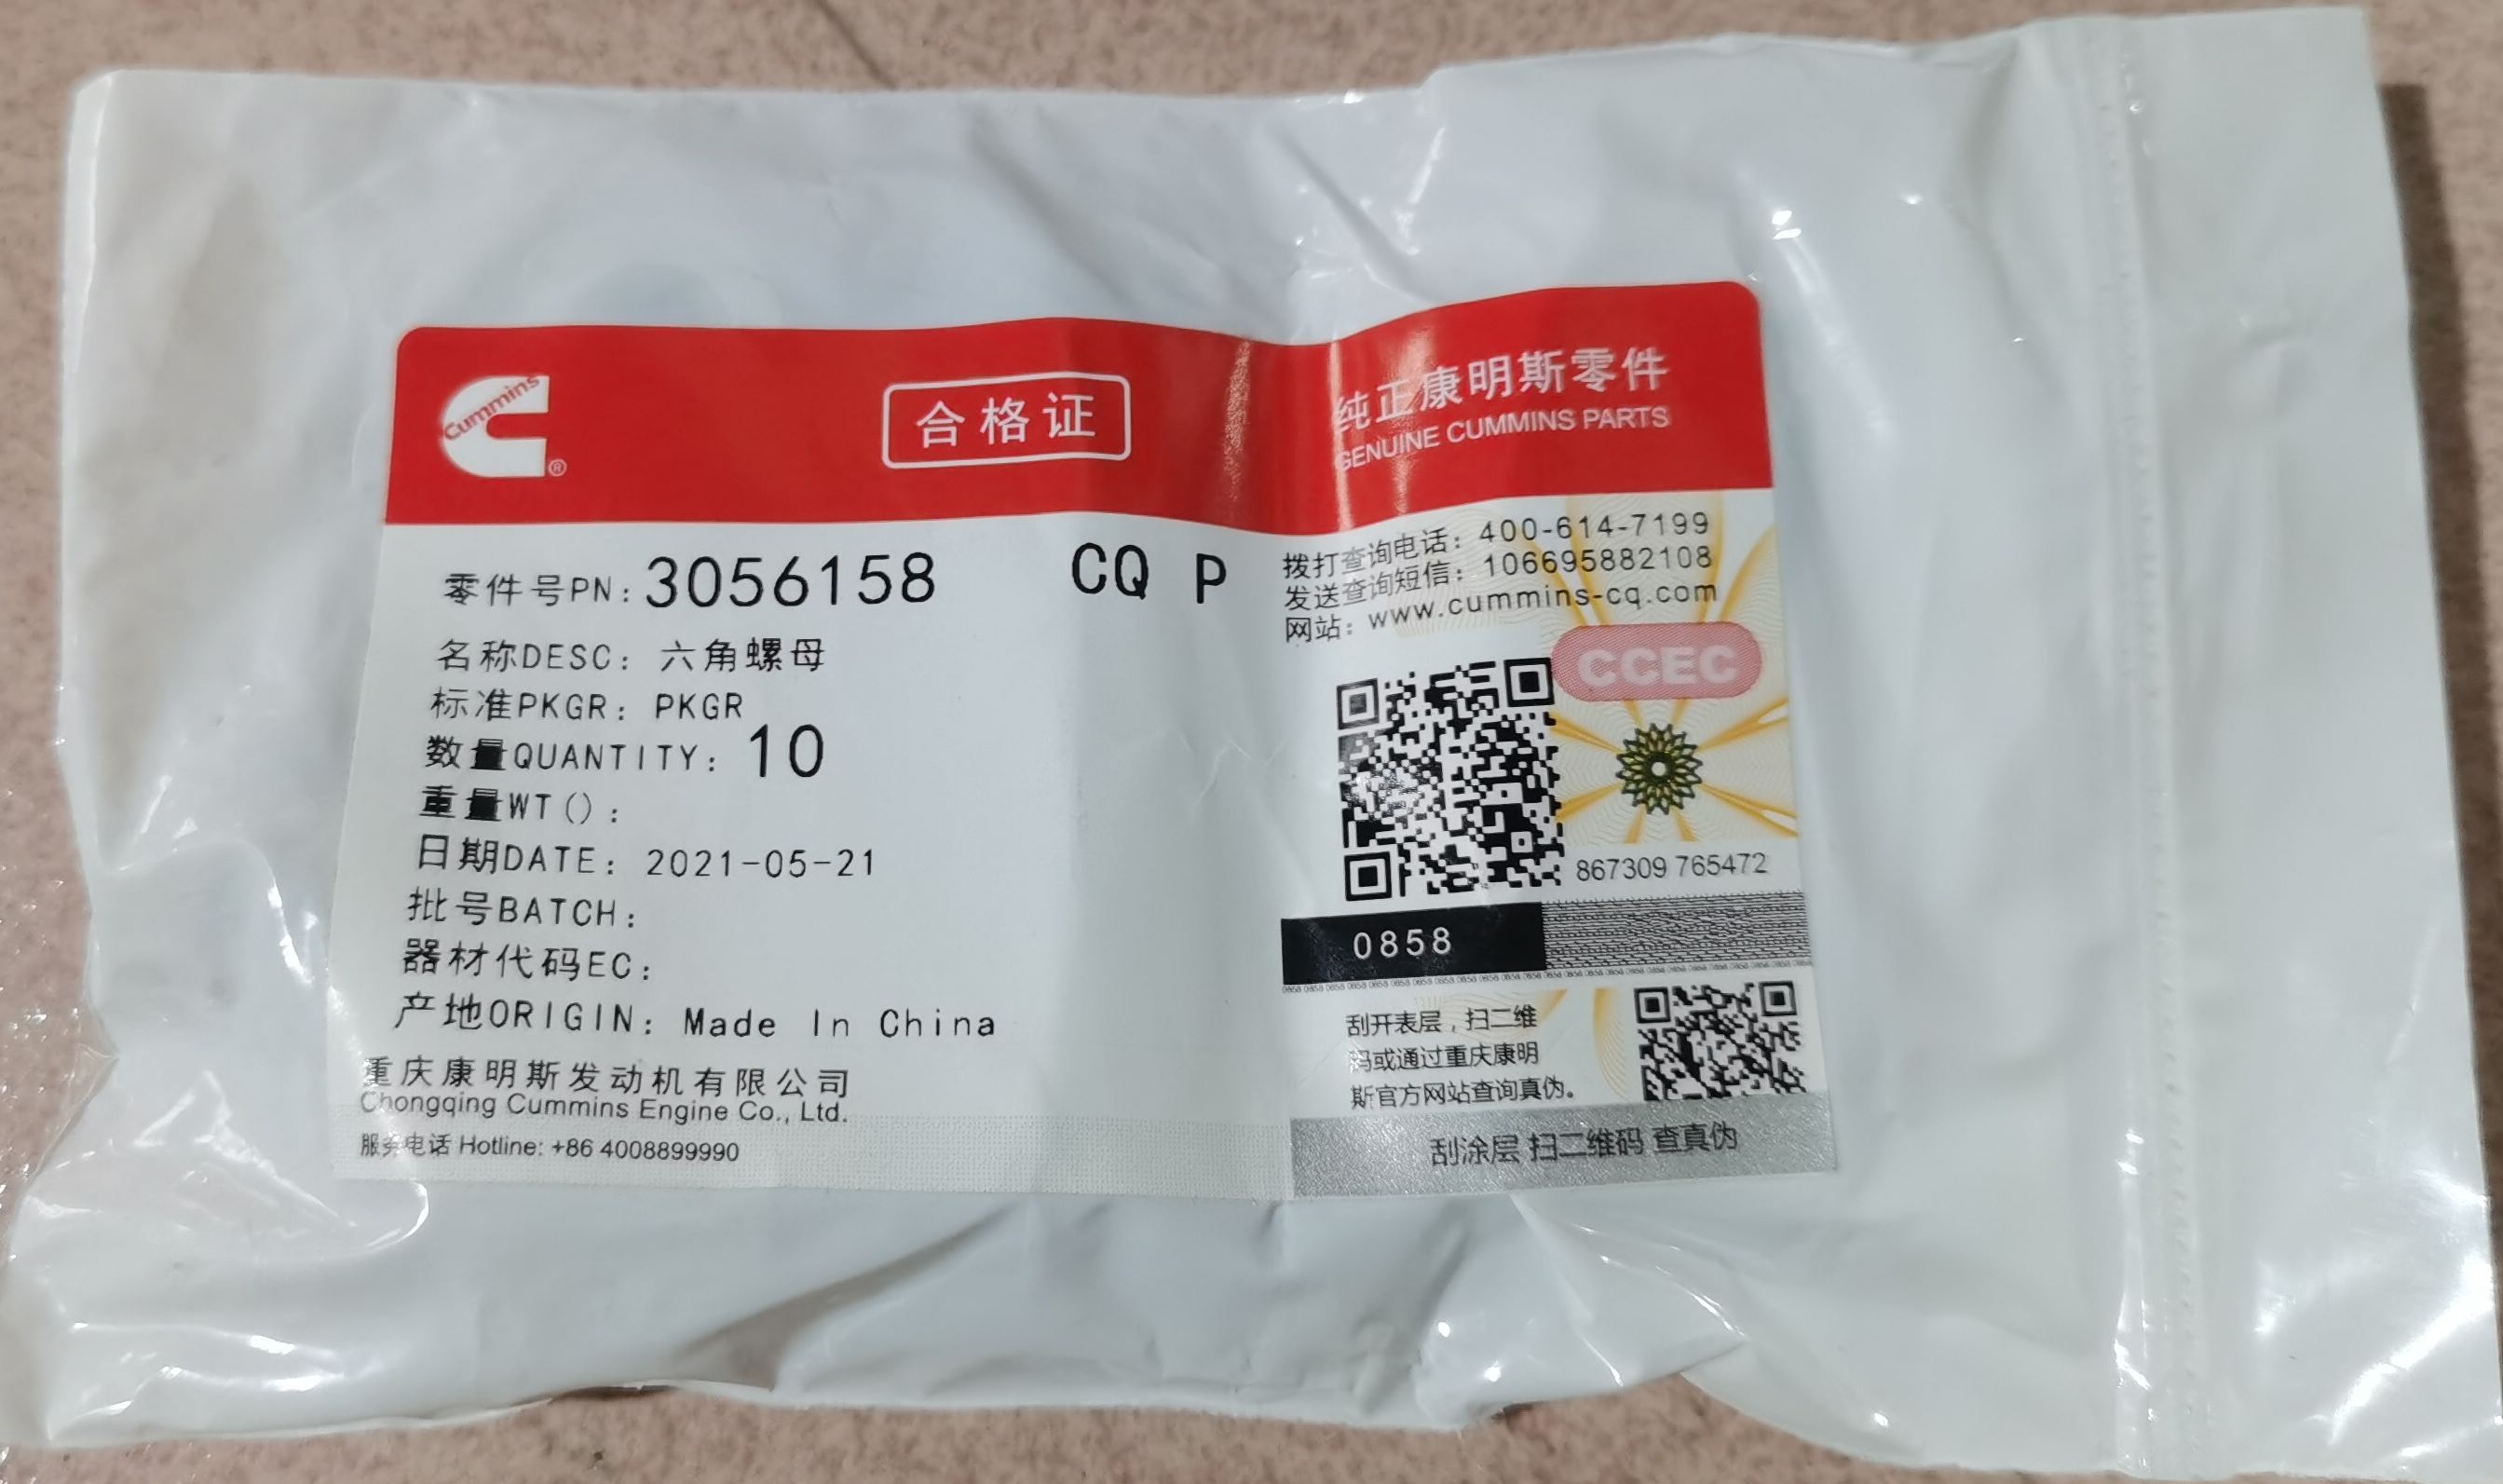 Cummins
®
合格证
纯正康明斯零件
GENUINE CUMMINS PARTS
零件号PN: 3056158 CQ P
名称DESC: 六角螺母
标准PKGR: PKGR
数量QUANTITY: 10
重量WT():
日期DATE: 2021-05-21
批号BATCH:
器材代码EC:
产地ORIGIN: Made In China
重庆康明斯发动机有限公司
Chongqing Cummins Engine Co., Ltd.
服务电话 Hotline: +86 4008899990
拨打查询电话: 400-614-7199
发送查询短信: 106695882108
网站: www.cummins-cq.com
CCEC
867309 765472
0858
刮开表层，扫二维
码或通过重庆康明
斯官方网站查询真伪。
刮涂层 扫二维码 查真伪